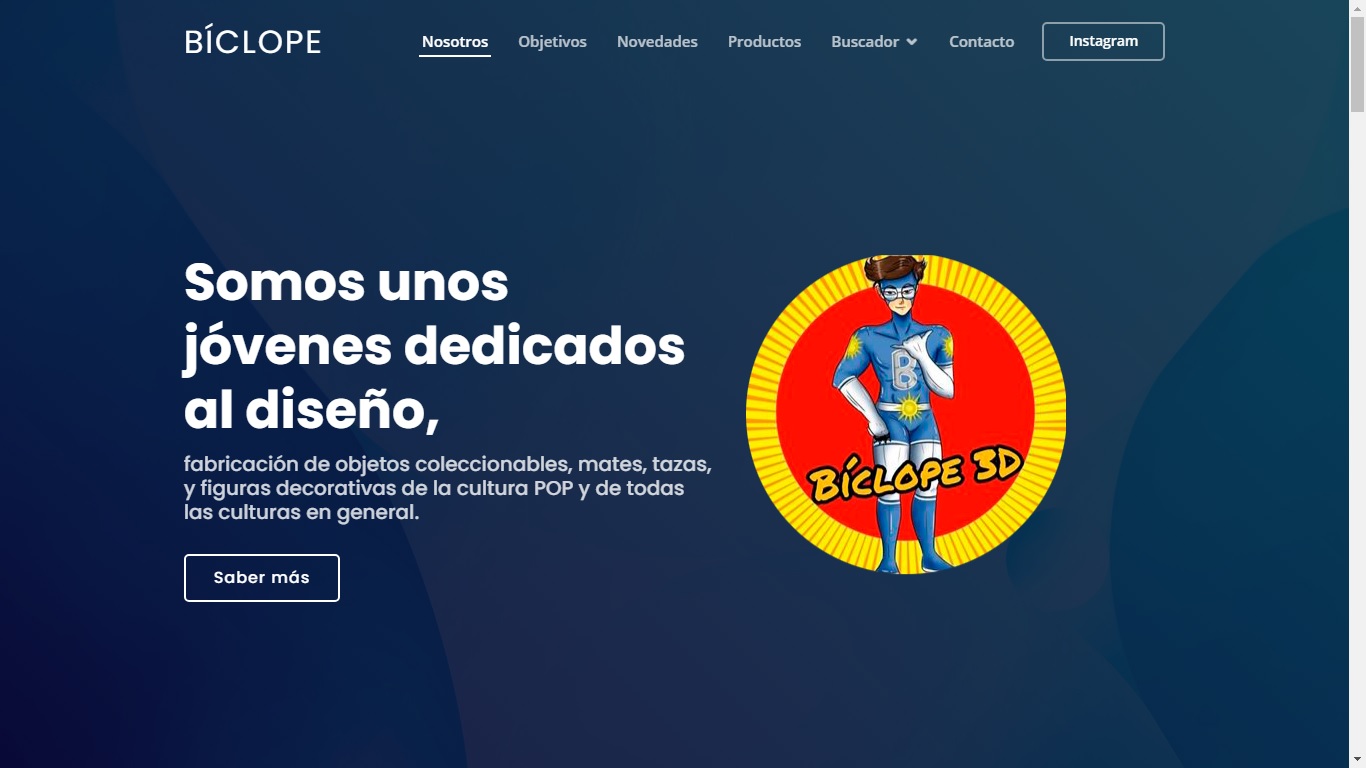 BÍCLOPE
Nosotros Objetivos Novedades Productos Buscador Contacto Instagram
Somos unos
jóvenes dedicados
al diseño,
fabricación de objetos coleccionables, mates, tazas,
y figuras decorativas de la cultura POP y de todas
las culturas en general.
Saber más
B
BÍCLOPE 3D